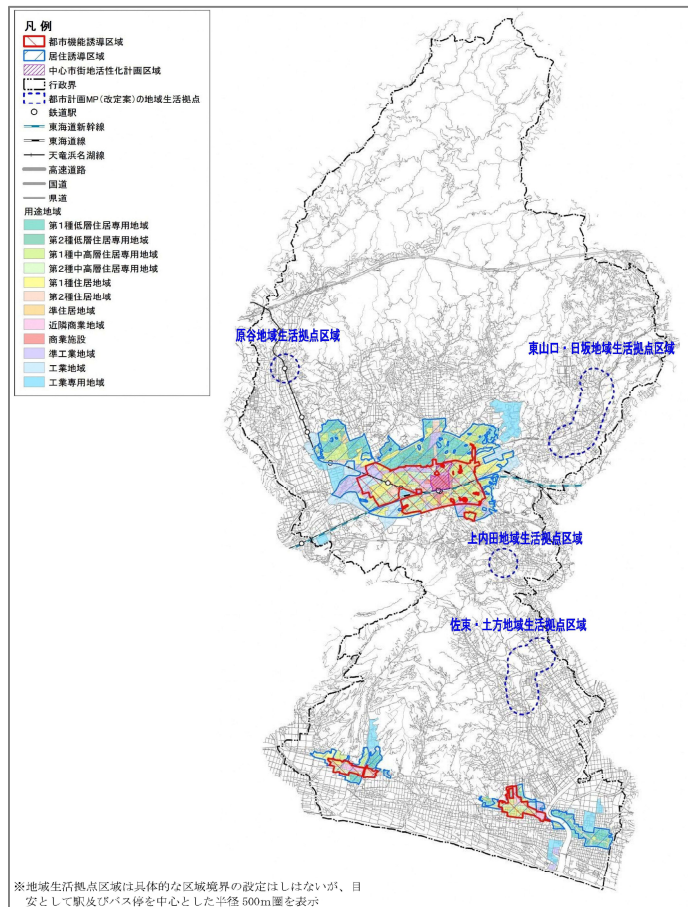 凡 例
都市機能誘導区域
居住誘導区域
中心市街地活性化計画区域
行政界
都市計画MP(改定案)の地域生活拠点
鉄道駅
東海道新幹線
東海道線
天竜浜名湖線
高速道路
国道
県道
用途地域
第1種低層住居専用地域
第2種低層住居専用地域
第1種中高層住居専用地域
第2種中高層住居専用地域
第1種住居地域
第2種住居地域
準住居地域
近隣商業地域
商業施設
準工業地域
工業地域
工業専用地域
原谷地域生活拠点区域
東山口・日坂地域生活拠点区域
上内田地域生活拠点区域
佐束・土方地域生活拠点区域
※地域生活拠点区域は具体的な区域境界の設定はしはないが、目
安として駅及びバス停を中心とした半径500m圏を表示